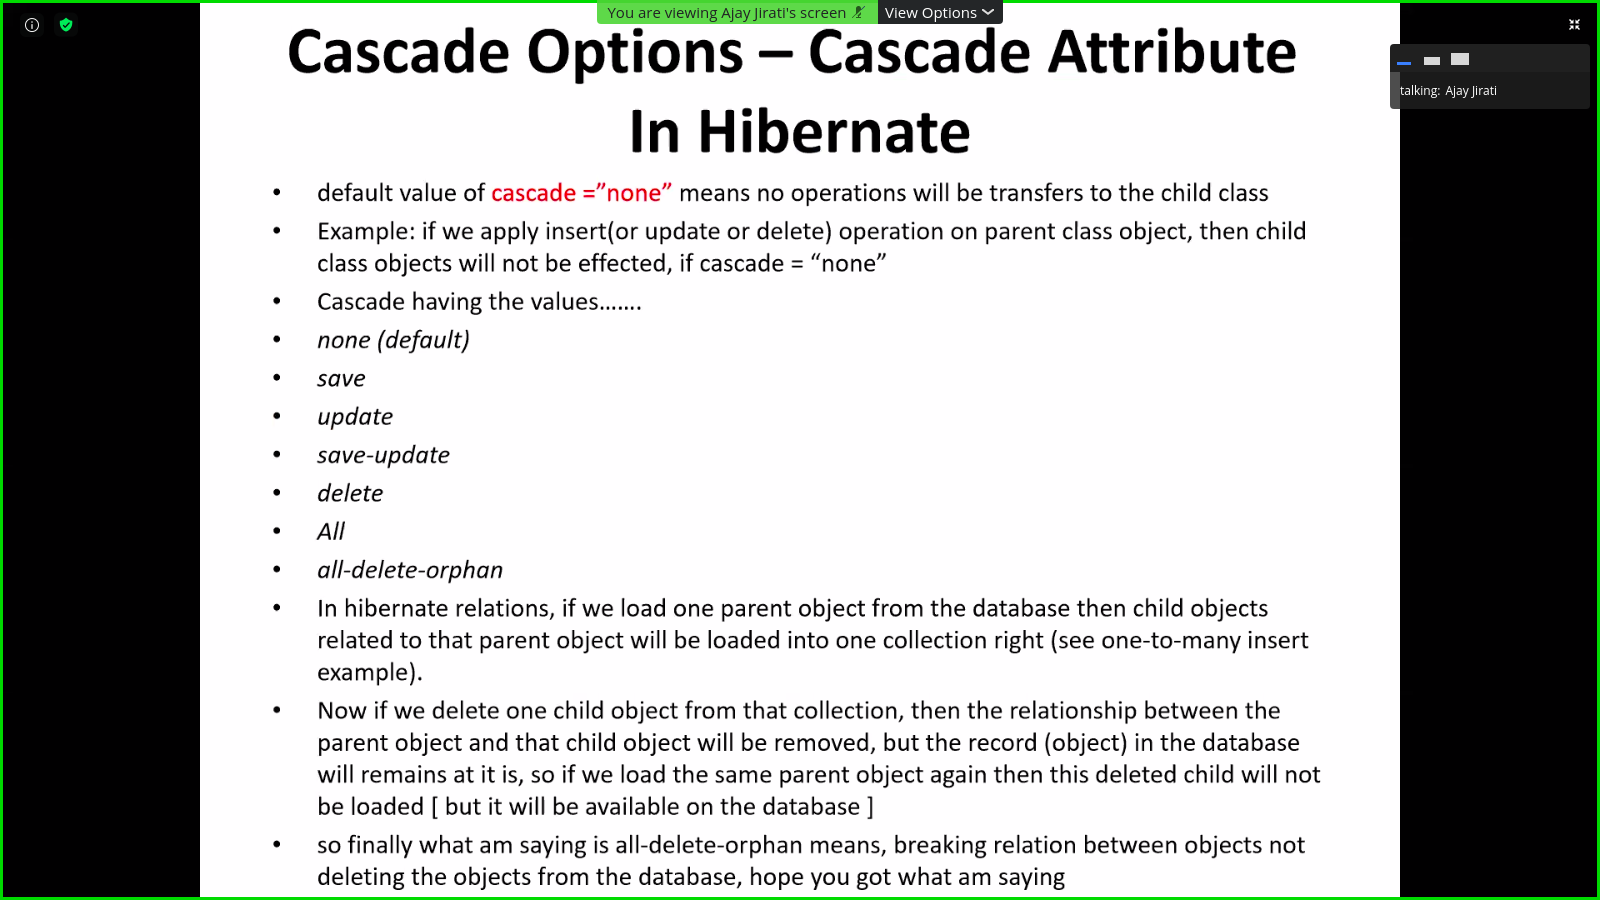 You are viewing Ajay Jirati's screen
View Options
Cascade Options – Cascade Attribute
In Hibernate
talking: Ajay Jirati
• default value of cascade =”none” means no operations will be transfers to the child class
• Example: if we apply insert(or update or delete) operation on parent class object, then child
class objects will not be effected, if cascade = “none”
• Cascade having the values.......
• none (default)
• save
• update
• save-update
• delete
• All
• all-delete-orphan
• In hibernate relations, if we load one parent object from the database then child objects
related to that parent object will be loaded into one collection right (see one-to-many insert
example).
• Now if we delete one child object from that collection, then the relationship between the
parent object and that child object will be removed, but the record (object) in the database
will remains at it is, so if we load the same parent object again then this deleted child will not
be loaded [ but it will be available on the database ]
• so finally what am saying is all-delete-orphan means, breaking relation between objects not
deleting the objects from the database, hope you got what am saying